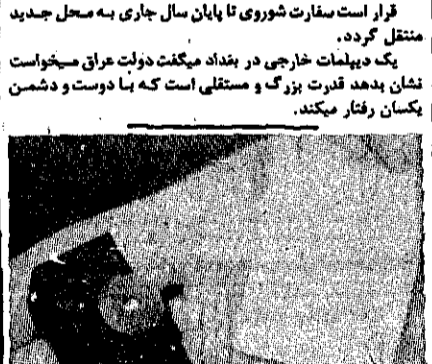 قرار است سفارت شوروی تا پایان سال جاری به محل جدید
منتقل گردد.
یک دیپلمات خارجی در بغداد میگفت دولت عراق میخواست
نشان بدهد قدرت بزرگ و مستقلی است که با دوست و دشمن
یکسان رفتار میکند.